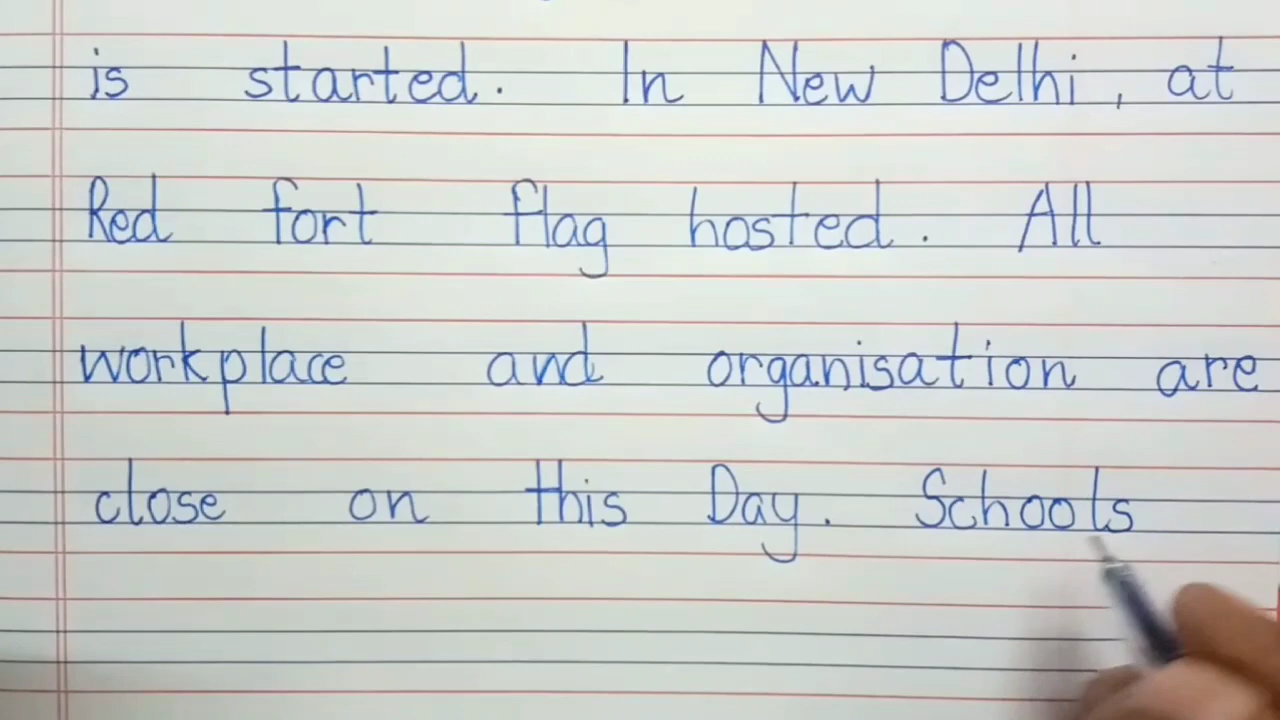 is started. In New Delhi, at
Red fort flag hosted. All
workplace and organisation are
close on this Day. Schools